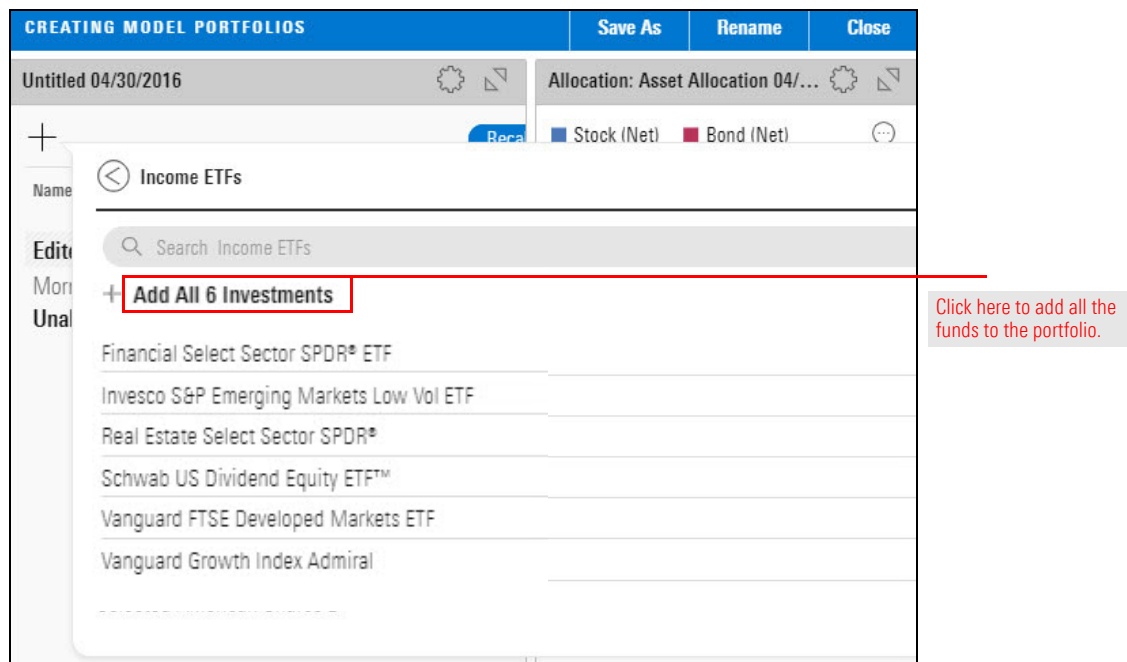 CREATING MODEL PORTFOLIOS
Save As
Rename
Close
Untitled 04/30/2016
Allocation: Asset Allocation 04/...
Stock (Net)
Bond (Net)
Name
Income ETFs
Search Income ETFs
Add All 6 Investments
Click here to add all the
funds to the portfolio.
Financial Select Sector SPDR® ETF
Invesco S&P Emerging Markets Low Vol ETF
Real Estate Select Sector SPDR®
Schwab US Dividend Equity ETF™
Vanguard FTSE Developed Markets ETF
Vanguard Growth Index Admiral